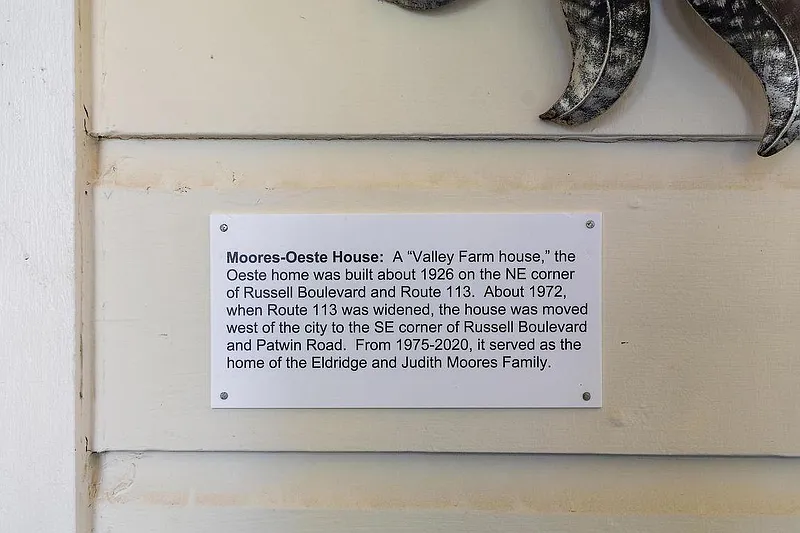 Moores-Oeste House:  A “Valley Farm house,” the
Oeste home was built about 1926 on the NE corner
of Russell Boulevard and Route 113.  About 1972,
when Route 113 was widened, the house was moved
west of the city to the SE corner of Russell Boulevard
and Patwin Road.  From 1975-2020, it served as the
home of the Eldridge and Judith Moores Family.